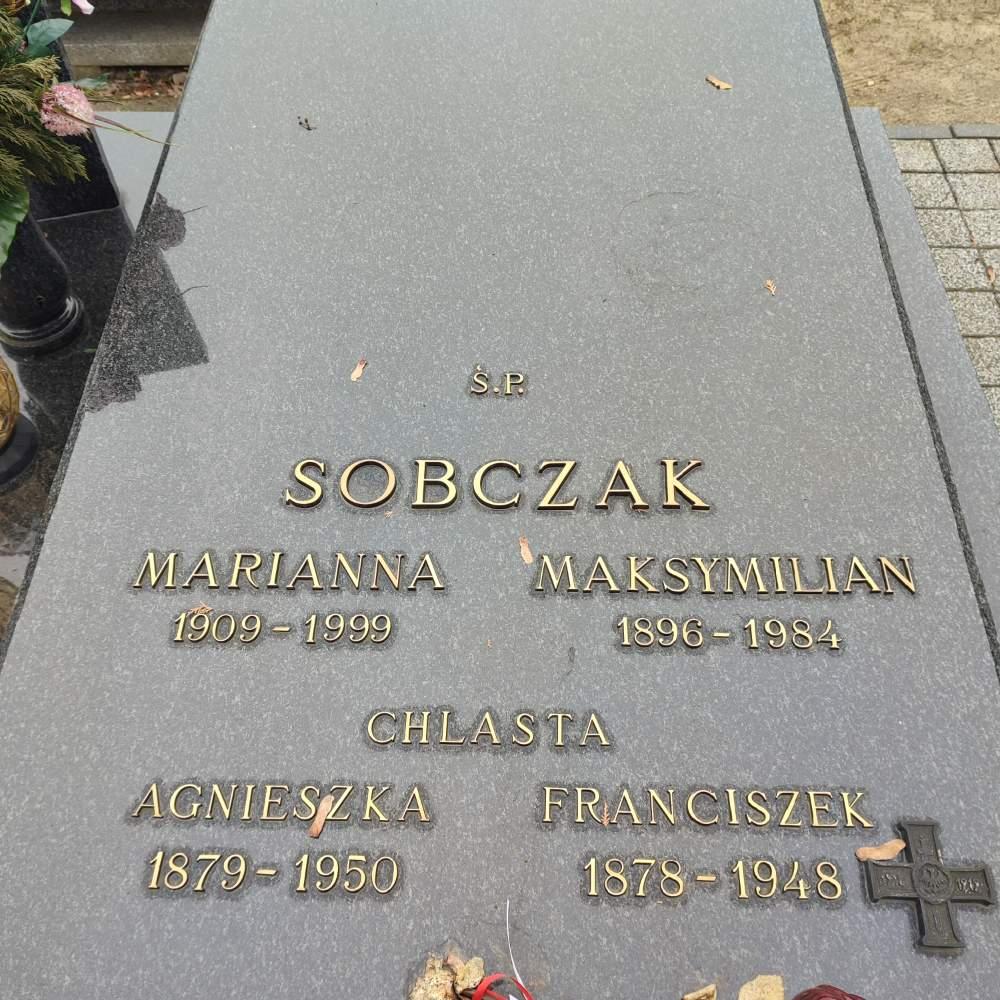 Ś.P.
SOBCZAK
MARIANNA MAKSYMILIAN
1909-1999 1896-1984
CHLASTA
AGNIESZKA FRANCISZEK
1879-1950 1878-1948